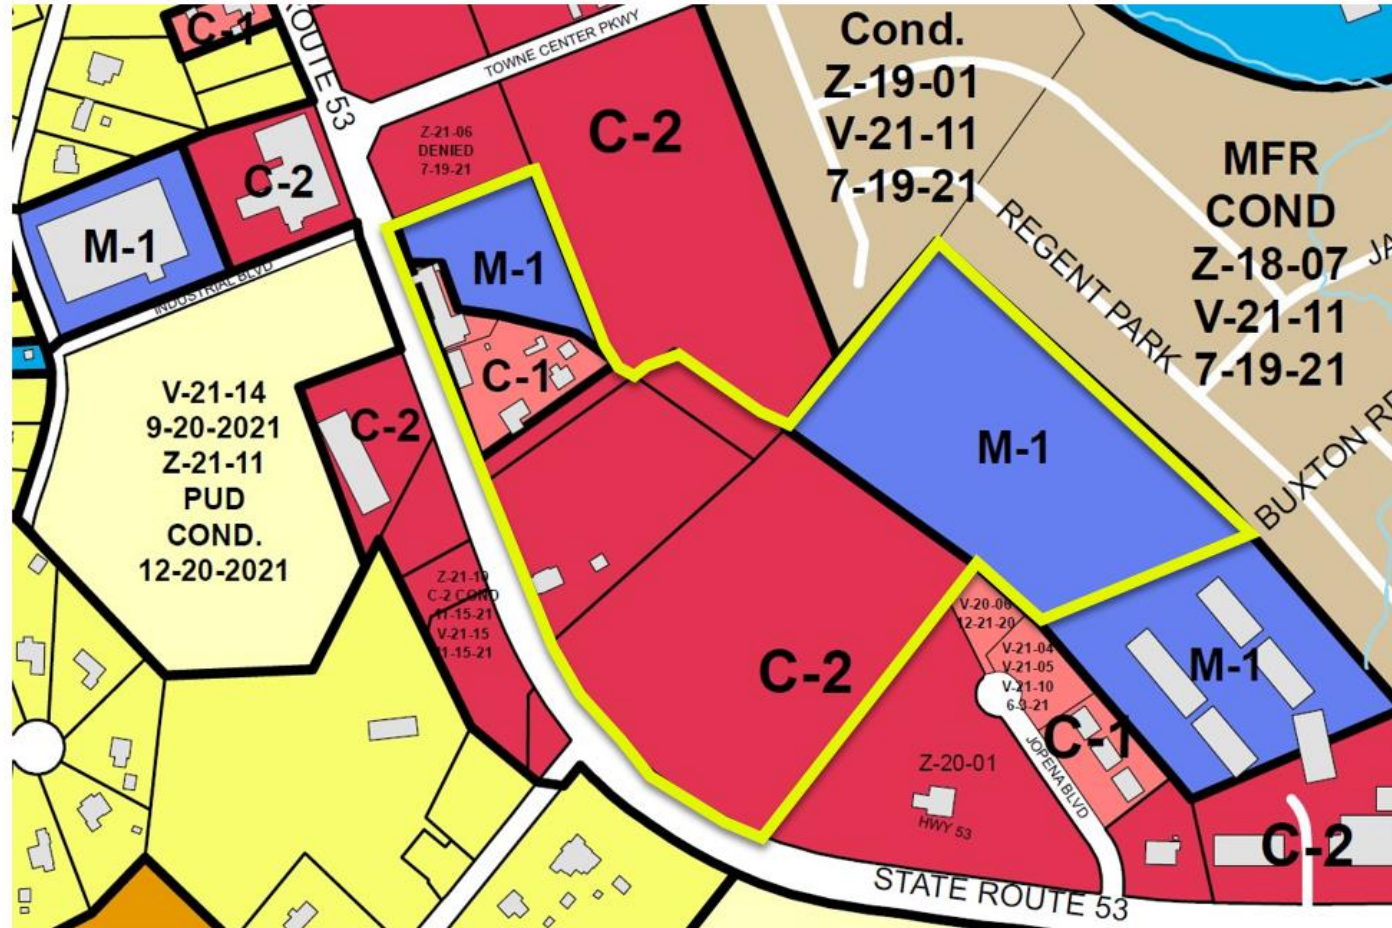 C-1
ROUTE 53
TOWNE CENTER PKWY
Cond.
Z-19-01
V-21-11
7-19-21
C-2
Z-21-06
DENIED
7-19-21
MFR
COND
Z-18-07
V-21-11
7-19-21
C-2
M-1
INDUSTRIAL BLVD
M-1
REGENT PARK
JA
C-1
V-21-14
9-20-2021
Z-21-11
PUD
COND.
12-20-2021
C-2
M-1
BUXTON RD
C-2 COND
11-15-21
V-21-15
11-15-21
V-20-06
12-21-20
V-21-04
V-21-05
V-21-10
C-2
M-1
C-1
JOPENA BLVD
Z-20-01
HWY 53
C-2
STATE ROUTE 53